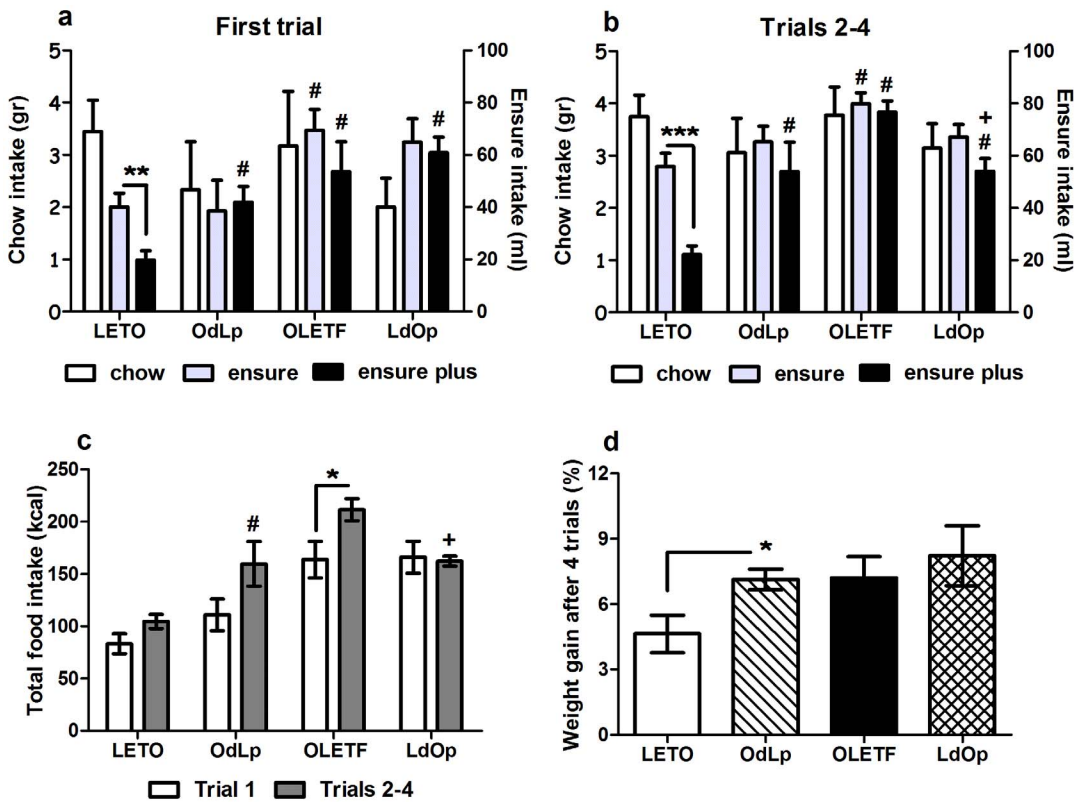 a
First trial
Chow intake (gr)
5
4
3
2
1
0
**
#
#
#
#
100
80
60
40
20
0
Ensure intake (ml)
LETO OdLp OLETF LdOp
chow ensure ensure plus
b
Trials 2-4
Chow intake (gr)
5
4
3
2
1
0
***
#
#
#
+
#
100
80
60
40
20
0
Ensure intake (ml)
LETO OdLp OLETF LdOp
chow ensure ensure plus
c
Total food intake (kcal)
250
200
150
100
50
0
#
*
+
LETO OdLp OLETF LdOp
Trial 1 Trials 2-4
d
Weight gain after 4 trials (%)
12
9
6
3
0
*
LETO OdLp OLETF LdOp